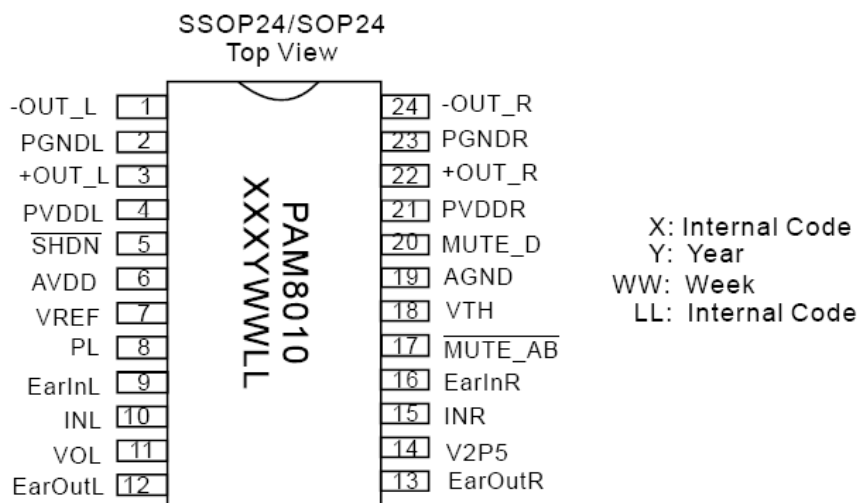 SSOP24/SOP24
Top View
-OUT_L 1
PGNDL 2
+OUT_L 3
PVDDL 4
SHDN 5
AVDD 6
VREF 7
PL 8
EarInL 9
INL 10
VOL 11
EarOutL 12
PAM8010
XXXYWWLL
24 -OUT_R
23 PGNDR
22 +OUT_R
21 PVDDR
20 MUTE_D
19 AGND
18 VTH
17 MUTE_AB
16 EarInR
15 INR
14 V2P5
13 EarOutR
X: Internal Code
Y: Year
WW: Week
LL: Internal Code